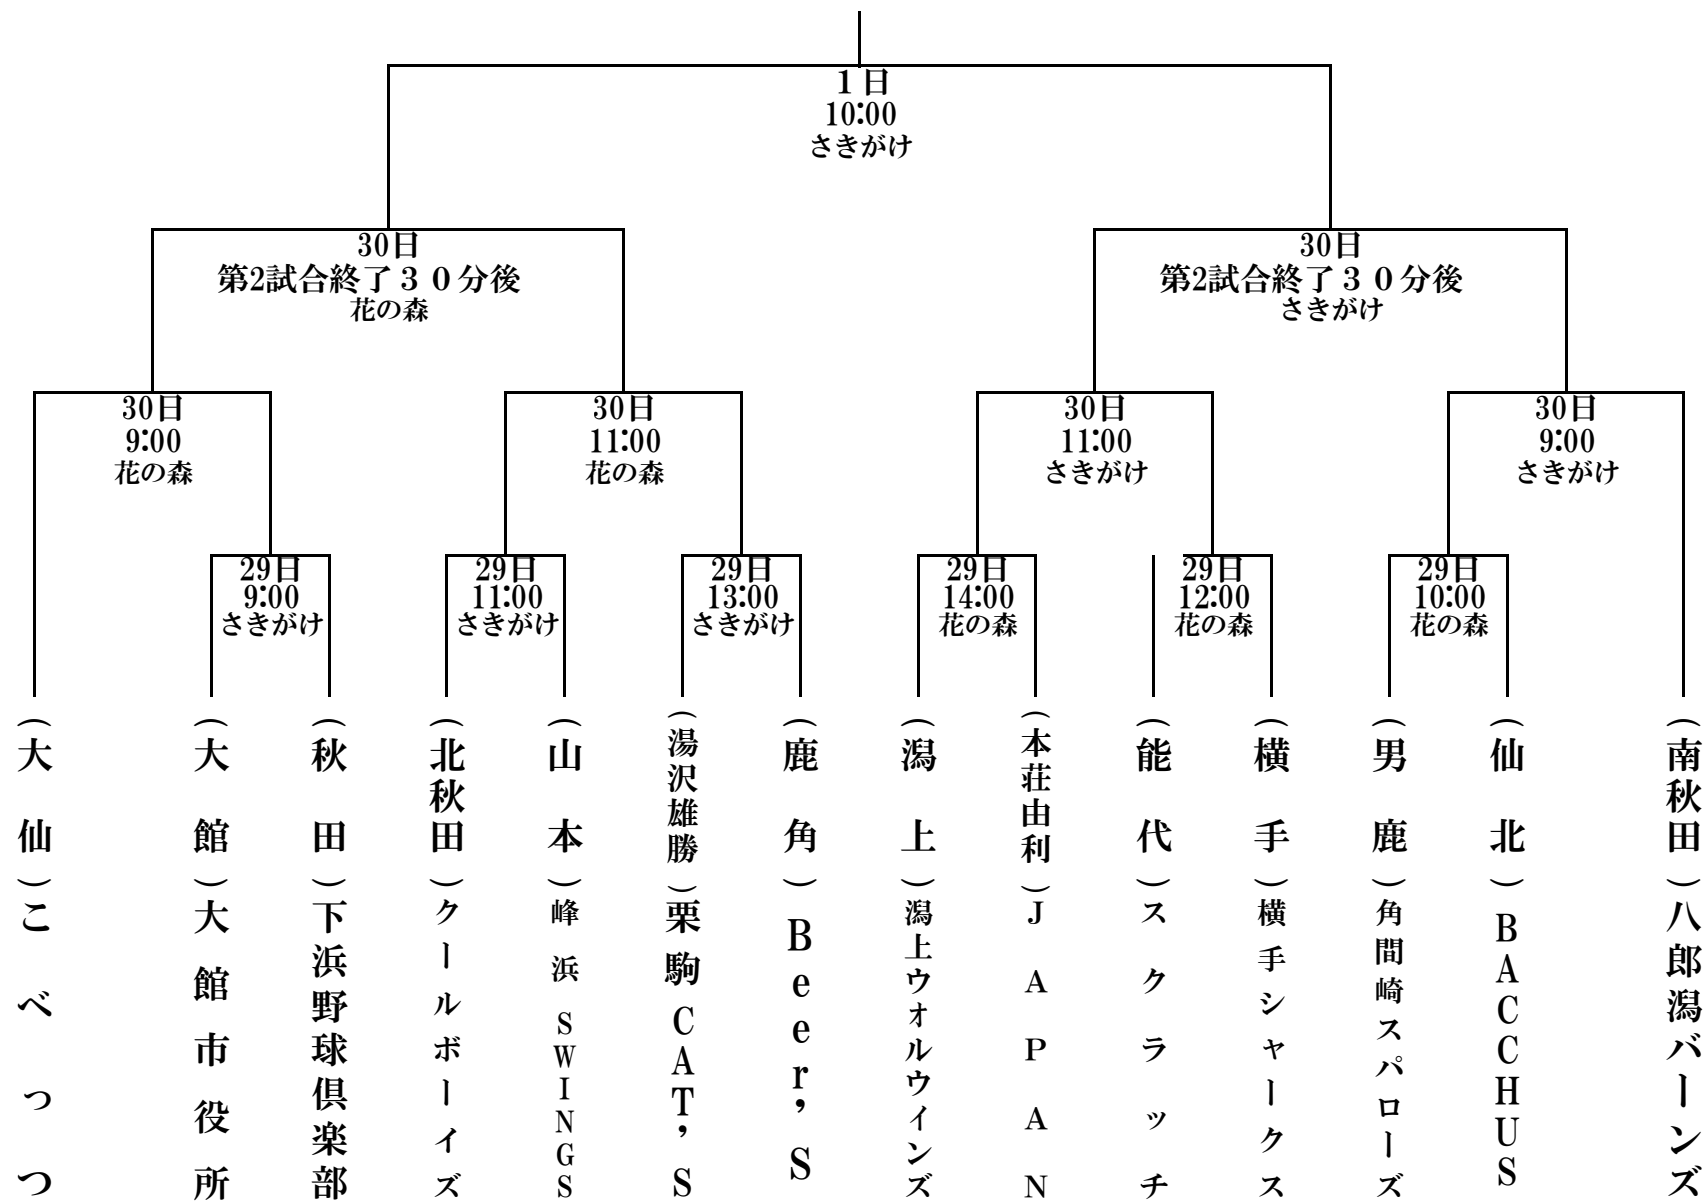 １日
10:00
さきがけ
30日
第2試合終了３０分後
花の森
30日
第2試合終了３０分後
さきがけ
30日
9:00
花の森
30日
11:00
花の森
30日
11:00
さきがけ
30日
9:00
さきがけ
29日
9:00
さきがけ
29日
11:00
さきがけ
29日
13:00
さきがけ
29日
14:00
花の森
29日
12:00
花の森
29日
10:00
花の森
（大仙）こべっつ
（大館）大館市役所
（秋田）下浜野球倶楽部
（北秋田）クールボーイズ
（山本）峰浜SWINGS
（湯沢雄勝）栗駒CAT’S
（鹿角）Beer’S
（潟上）潟上ウオルウインズ
（本荘由利）JAPAN
（能代）スクラッチ
（横手）横手シャークス
（男鹿）角間崎スパローズ
（仙北）BACCHUS
（南秋田）八郎潟バーンズ